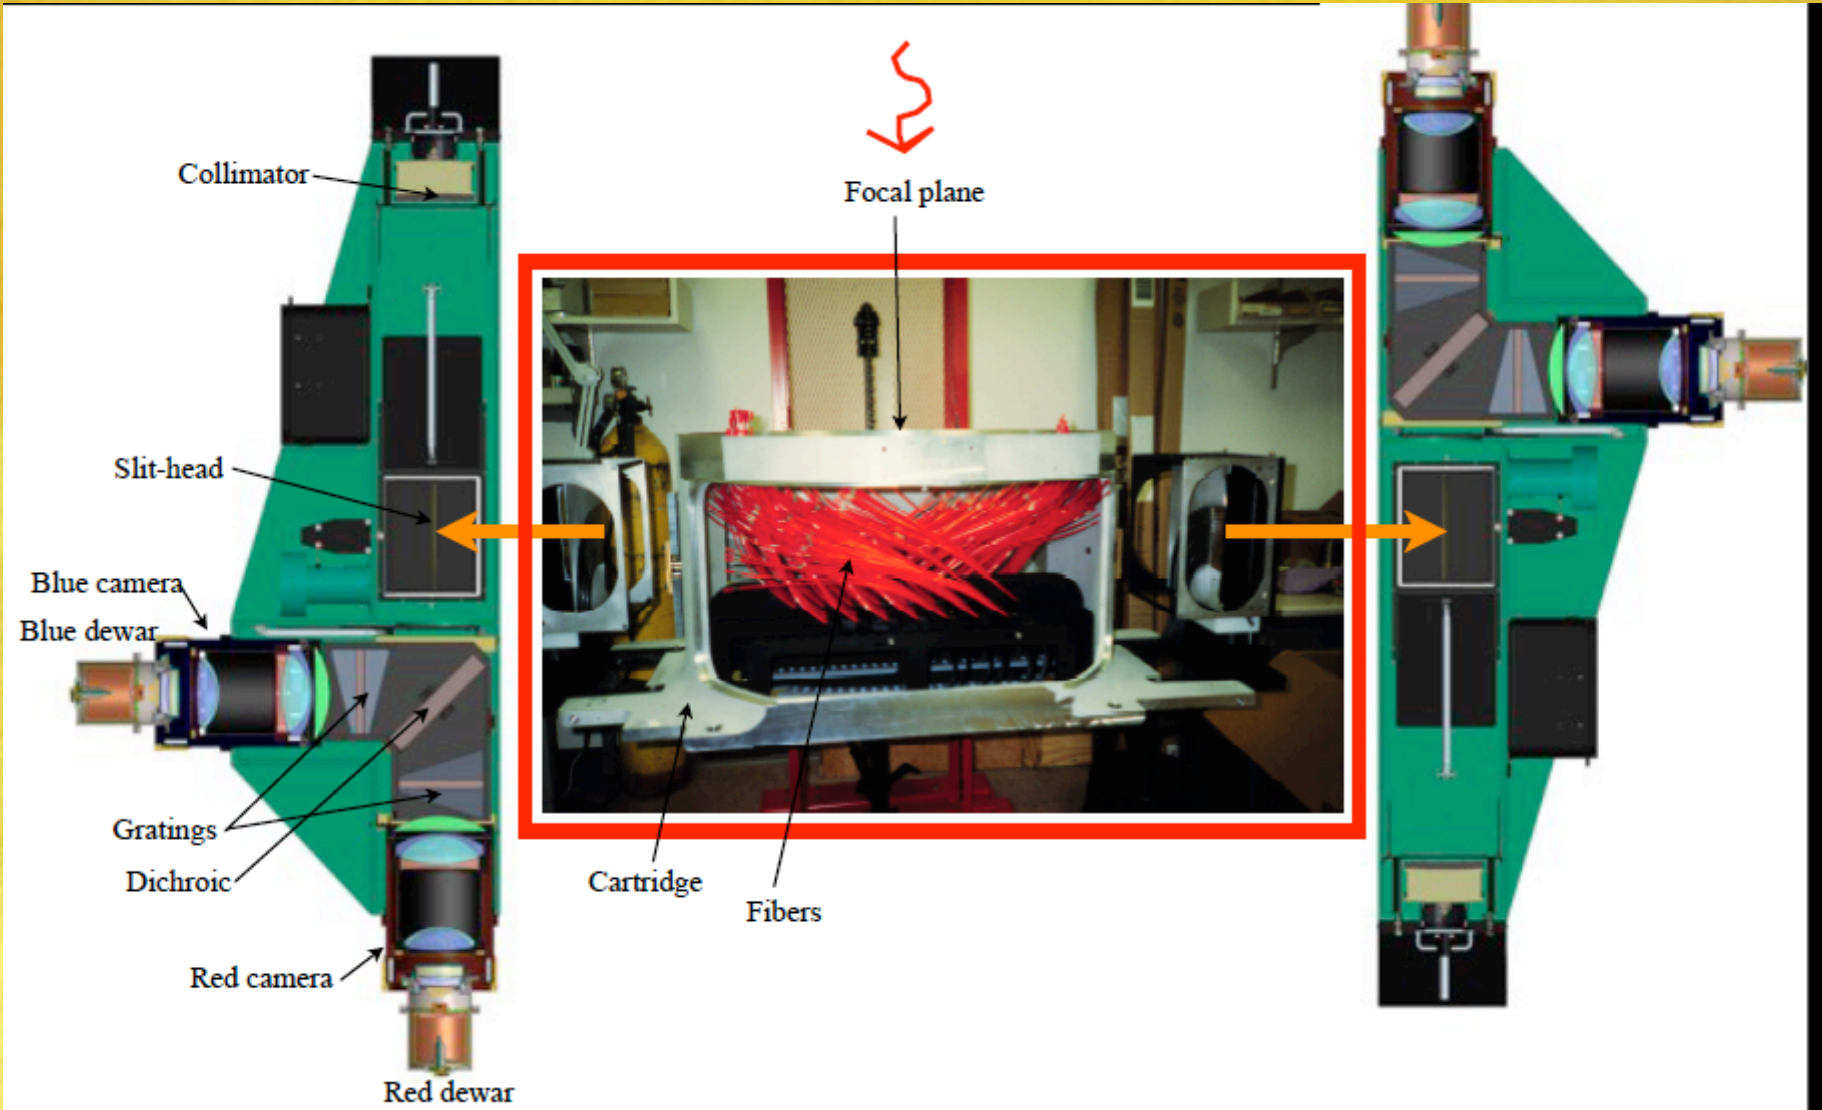 Collimator
Focal plane
Slit-head
Blue camera
Blue dewar
Gratings
Dichroic
Cartridge
Fibers
Red camera
Red dewar